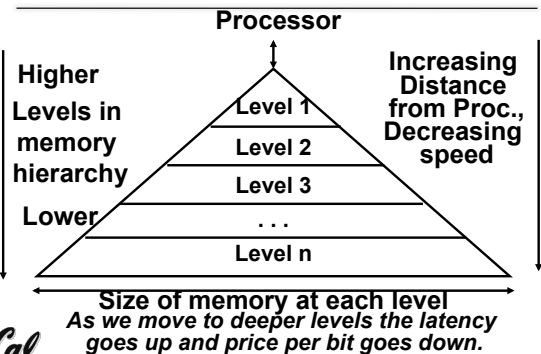 Processor
Higher
Levels in
memory
hierarchy
Lower
Increasing
Distance
from Proc.,
Decreasing
speed
Level 1
Level 2
Level 3
. . .
Level n
Size of memory at each level
As we move to deeper levels the latency
goes up and price per bit goes down.
Cal